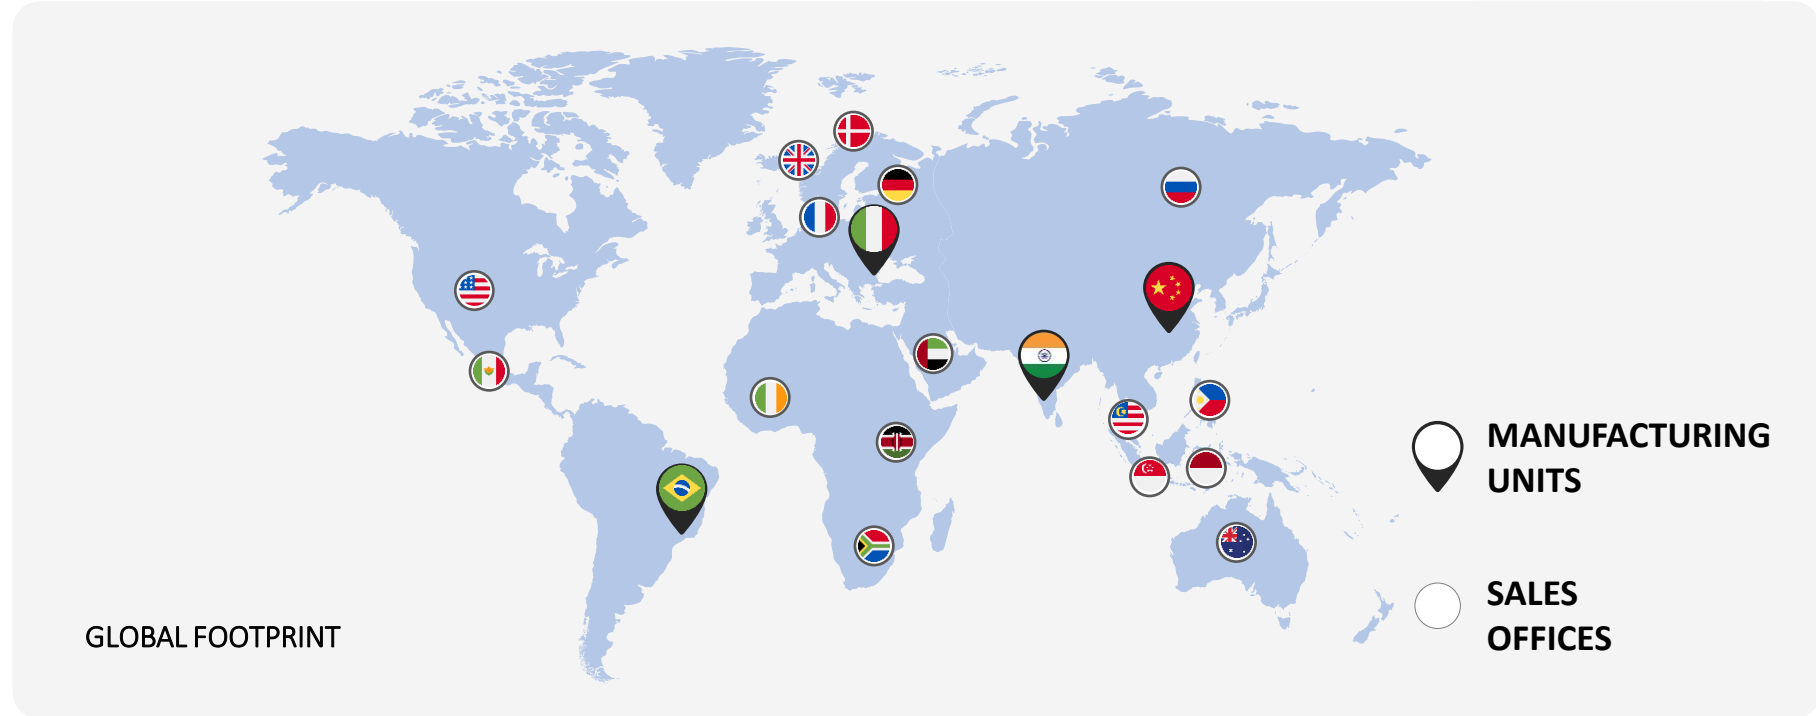 MANUFACTURING
UNITS
SALES
OFFICES
GLOBAL FOOTPRINT